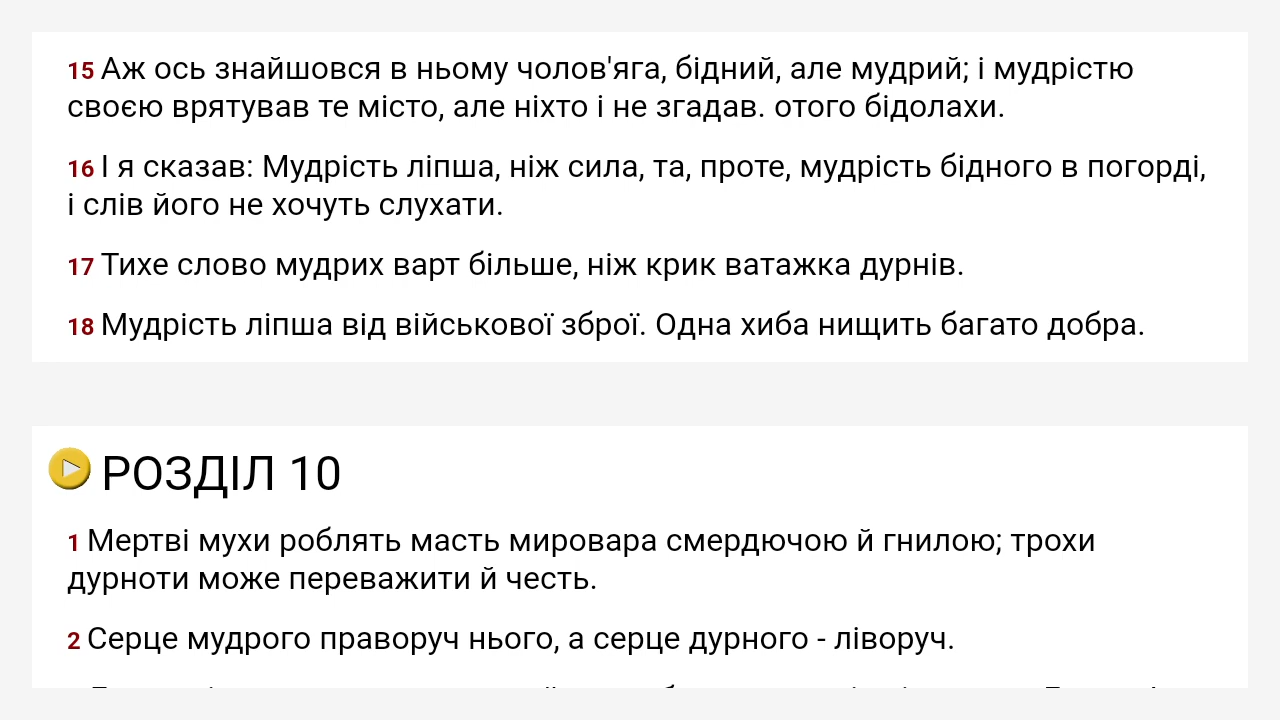 15 Аж ось знайшовся в ньому чолов'яга, бідний, але мудрий; і мудрістю
своєю врятував те місто, але ніхто і не згадав. отого бідолахи.
16 І я сказав: Мудрість ліпша, ніж сила, та, проте, мудрість бідного в погорді,
і слів його не хочуть слухати.
17 Тихе слово мудрих варт більше, ніж крик ватажка дурнів.
18 Мудрість ліпша від військової зброї. Одна хиба нищить багато добра.
РОЗДІЛ 10
1 Мертві мухи роблять масть мировара смердючою й гнилою; трохи
дурноти може переважити й честь.
2 Серце мудрого праворуч нього, а серце дурного - ліворуч.